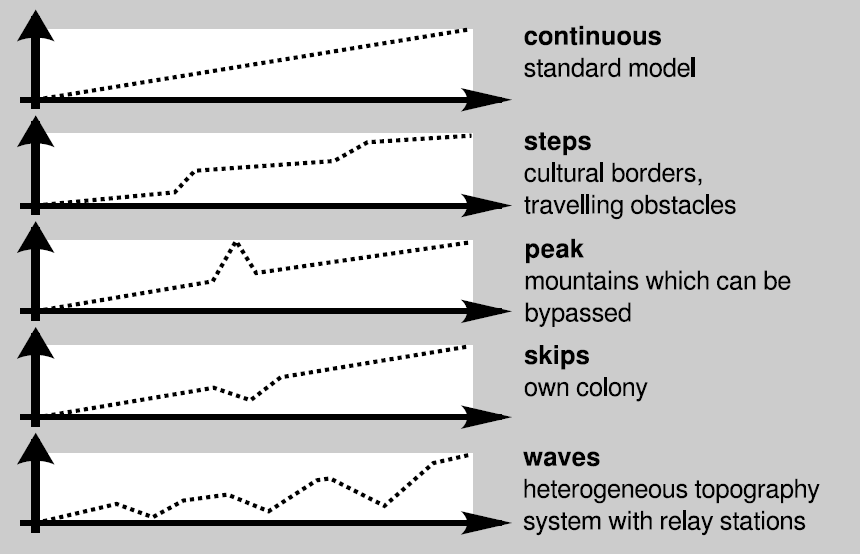 continuous
standard model
steps
cultural borders,
travelling obstacles
peak
mountains which can be
bypassed
skips
own colony
waves
heterogeneous topography
system with relay stations